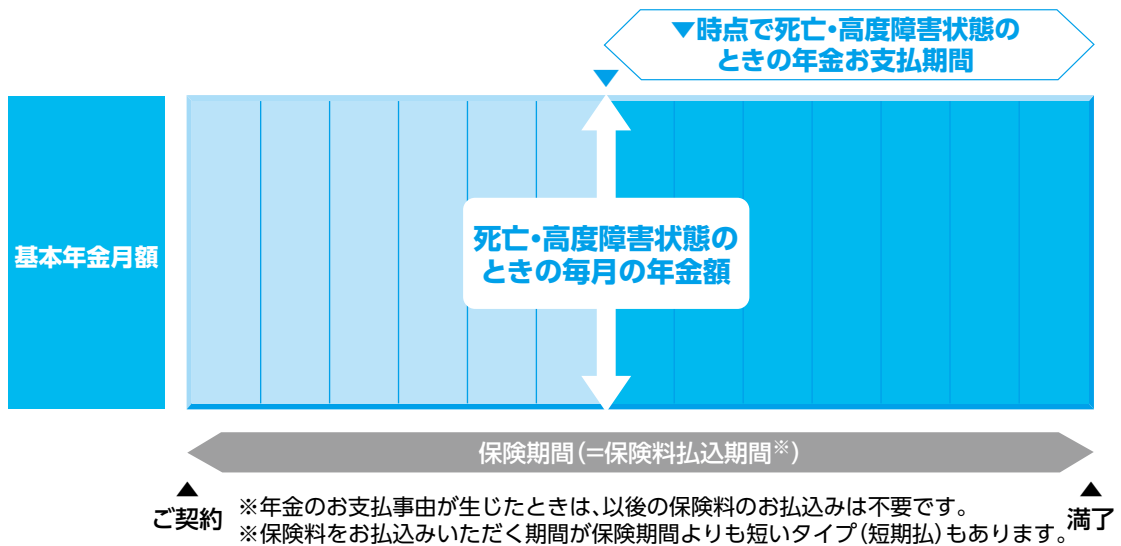 ▼時点で死亡・高度障害状態の
ときの年金お支払期間
基本年金月額
死亡・高度障害状態の
ときの毎月の年金額
保険期間(=保険料払込期間※)
ご契約
※年金のお支払事由が生じたときは、以後の保険料のお払込みは不要です。
※保険料をお払込みいただく期間が保険期間よりも短いタイプ(短期払)もあります。
満了